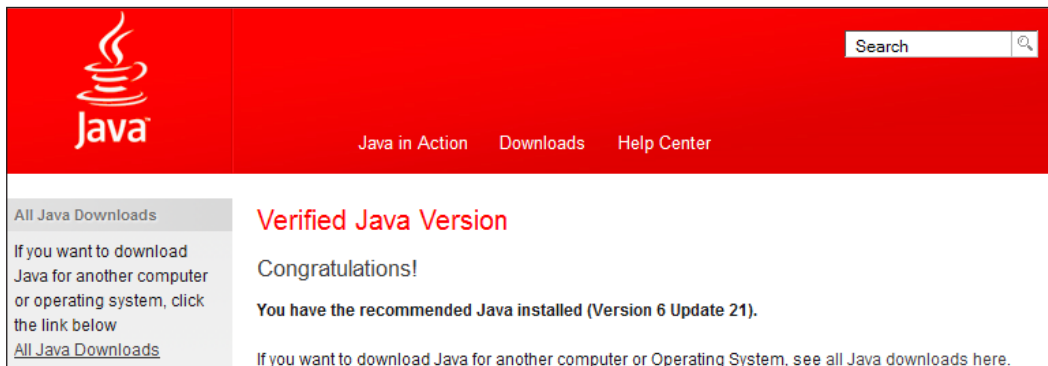 Java™
Search
Java in Action Downloads Help Center
All Java Downloads
If you want to download
Java for another computer
or operating system, click
the link below
All Java Downloads
Verified Java Version
Congratulations!
You have the recommended Java installed (Version 6 Update 21).
If you want to download Java for another computer or Operating System, see all Java downloads here.